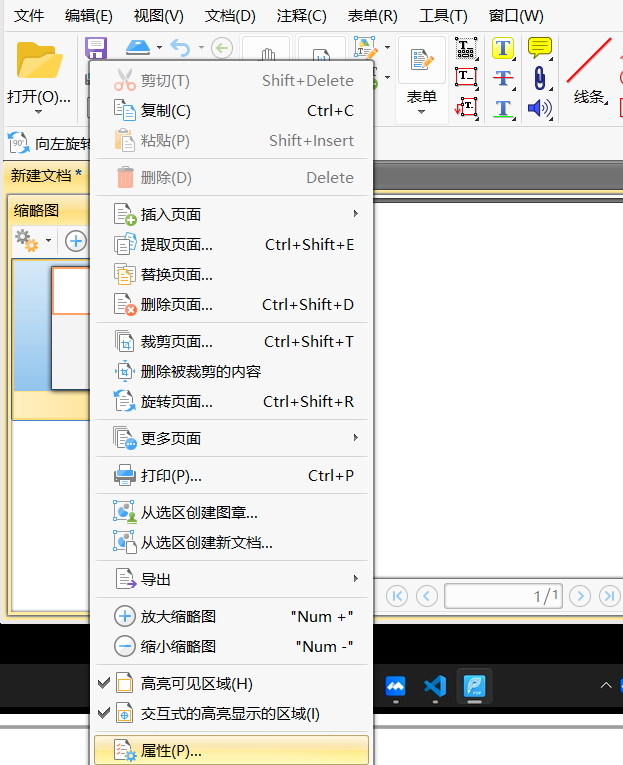 文件 编辑(E) 视图(V) 文档(D) 注释(C) 表单(R) 工具(T) 窗口(W)
打开(O)... 表单 线条
90° 向左旋转
新建文档 *
缩略图
剪切(T) Shift+Delete
复制(C) Ctrl+C
粘贴(P) Shift+Insert
删除(D) Delete
插入页面
提取页面... Ctrl+Shift+E
替换页面...
删除页面... Ctrl+Shift+D
裁剪页面... Ctrl+Shift+T
删除被裁剪的内容
旋转页面... Ctrl+Shift+R
更多页面
打印(P)... Ctrl+P
从选区创建图章...
从选区创建新文档...
导出
1/1
放大缩略图 "Num +"
缩小缩略图 "Num -"
高亮可见区域(H)
交互式的高亮显示的区域(I)
属性(P)...